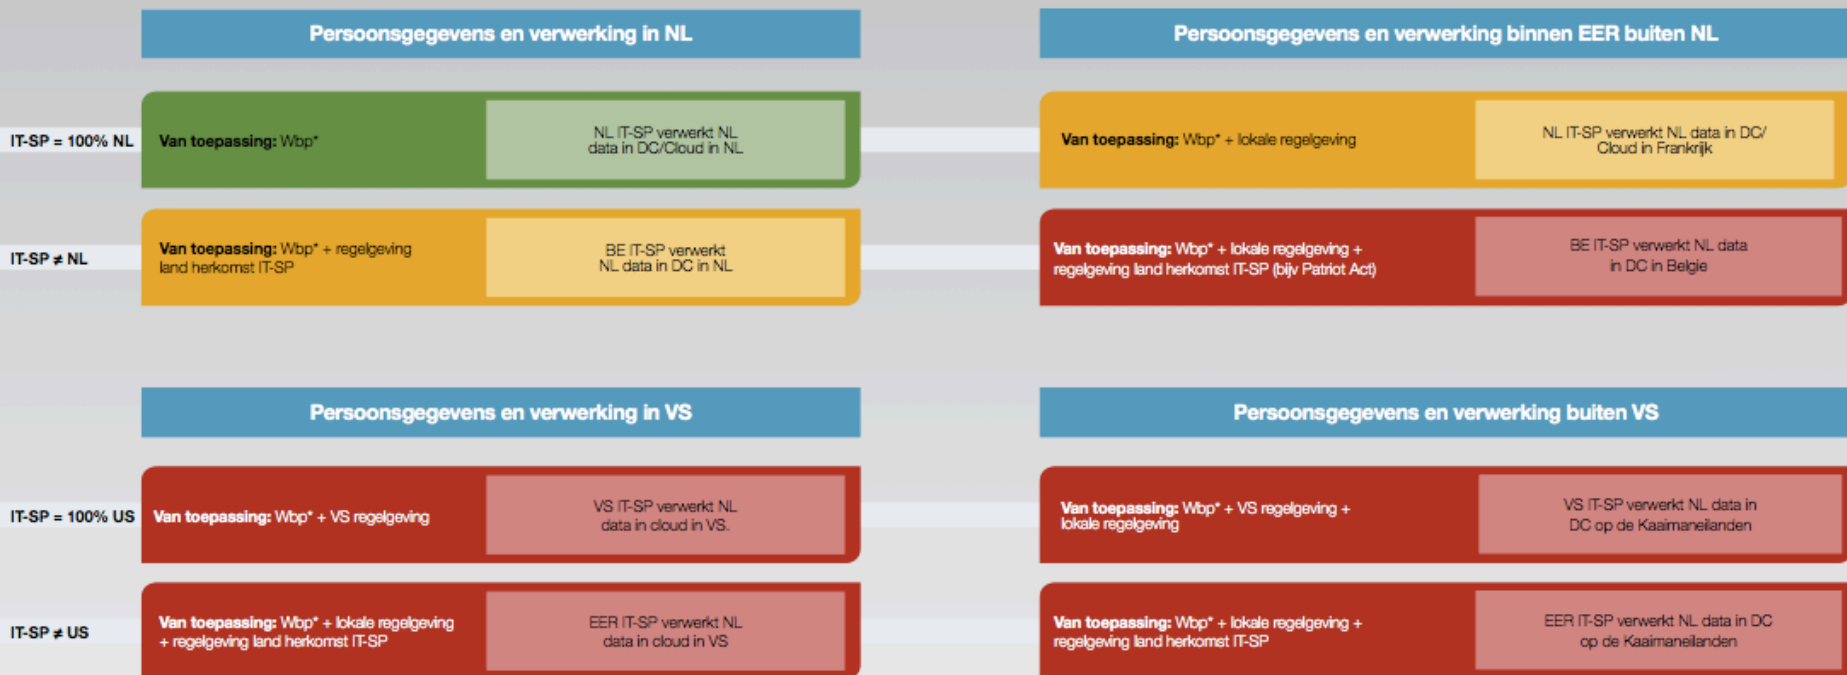 Persoonsgegevens en verwerking in NL
Persoonsgegevens en verwerking binnen EER buiten NL
IT-SP = 100% NL
Van toepassing: Wbp*
NL IT-SP verwerkt NL
data in DC/Cloud in NL
Van toepassing: Wbp* + lokale regelgeving
NL IT-SP verwerkt NL data in DC/
Cloud in Frankrijk
IT-SP ≠ NL
Van toepassing: Wbp* + regelgeving
land herkomst IT-SP
BE IT-SP verwerkt
NL data in DC in NL
Van toepassing: Wbp* + lokale regelgeving +
regelgeving land herkomst IT-SP (bijv Patriot Act)
BE IT-SP verwerkt NL data
in DC in Belgie
Persoonsgegevens en verwerking in VS
Persoonsgegevens en verwerking buiten VS
IT-SP = 100% US
Van toepassing: Wbp* + VS regelgeving
VS IT-SP verwerkt NL
data in cloud in VS.
Van toepassing: Wbp* + VS regelgeving +
lokale regelgeving
VS IT-SP verwerkt NL data in
DC op de Kaaimaneilanden
IT-SP ≠ US
Van toepassing: Wbp* + lokale regelgeving
+ regelgeving land herkomst IT-SP
EER IT-SP verwerkt NL
data in cloud in VS
Van toepassing: Wbp* + lokale regelgeving +
regelgeving land herkomst IT-SP
EER IT-SP verwerkt NL data in DC
op de Kaaimaneilanden